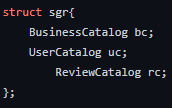 struct sgr{
    BusinessCatalog bc;
    UserCatalog uc;
        ReviewCatalog rc;
};